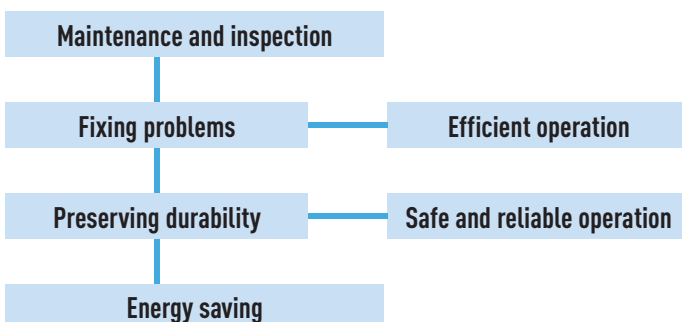 Maintenance and inspection
Fixing problems
Efficient operation
Preserving durability
Safe and reliable operation
Energy saving